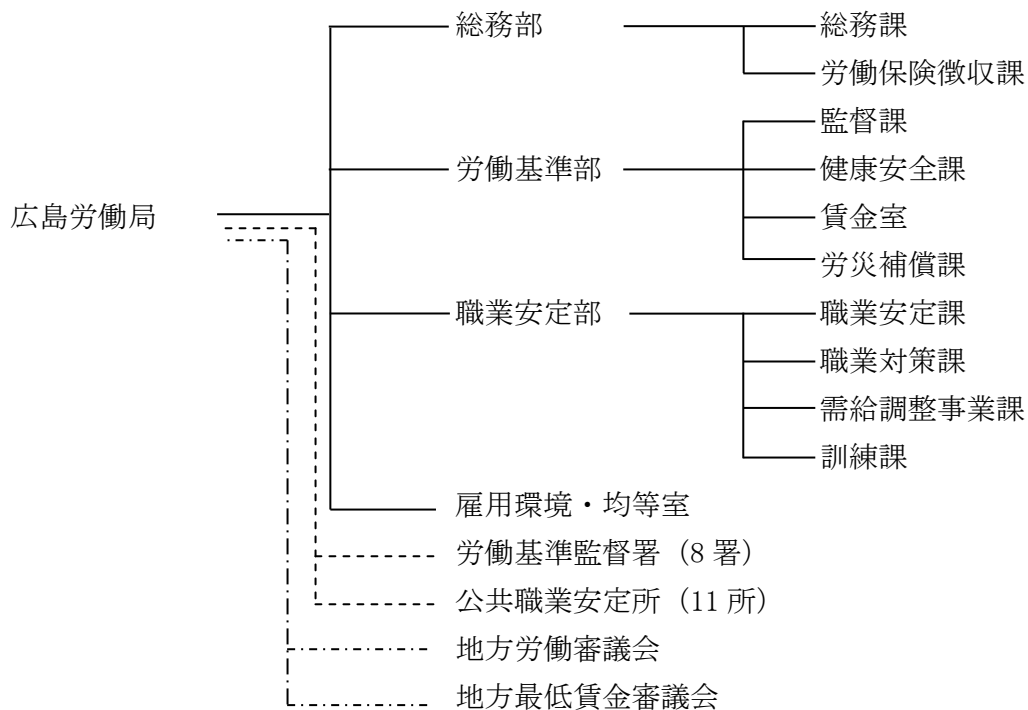 総務部
総務課
労働保険徴収課
監督課
労働基準部
健康安全課
広島労働局
賃金室
労災補償課
職業安定部
職業安定課
職業対策課
需給調整事業課
訓練課
雇用環境・均等室
労働基準監督署（8 署）
公共職業安定所（11 所）
地方労働審議会
地方最低賃金審議会